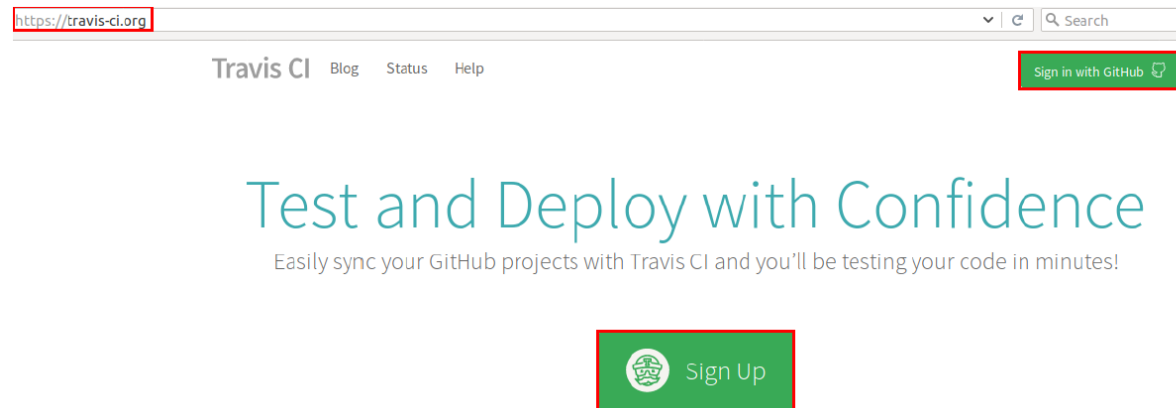 https://travis-ci.org
Search
Travis CI Blog Status Help
Sign in with GitHub
Test and Deploy with Confidence
Easily sync your GitHub projects with Travis CI and you'll be testing your code in minutes!
Sign Up